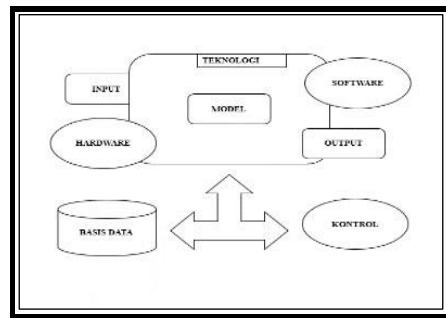 TEKNOLOGI
INPUT
SOFTWARE
MODEL
HARDWARE
OUTPUT
BASIS DATA
KONTROL